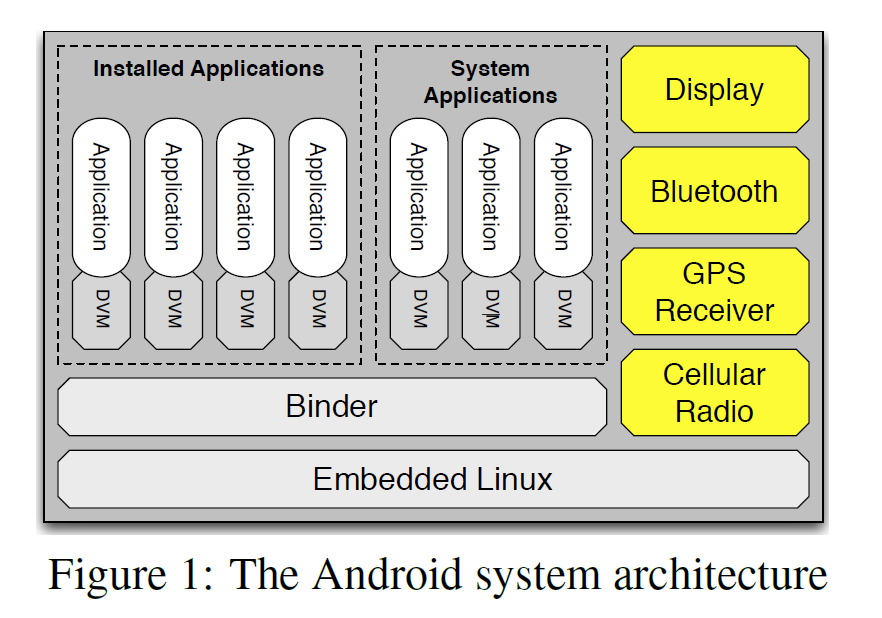 Installed Applications
System
Applications
Application
Application
Application
Application
Application
Application
Application
DVM
DVM
DVM
DVM
DVM
DVM
DVM
Display
Bluetooth
GPS
Receiver
Cellular
Radio
Binder
Embedded Linux
Figure 1: The Android system architecture